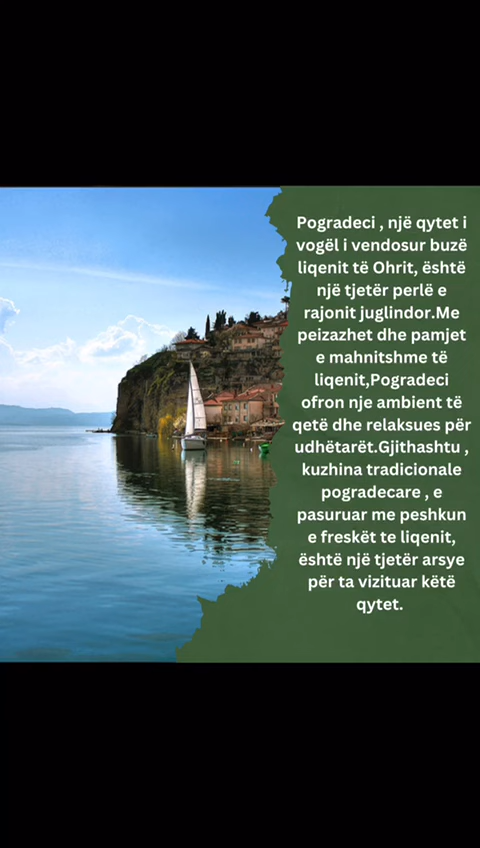 Pogradeci , një qytet i
vogël i vendosur buzë
liqenit të Ohrit, është
një tjetër perlë e
rajonit juglindor.Me
peizazhet dhe pamjet
e mahnitshme të
liqenit,Pogradeci
ofron nje ambient të
qetë dhe relaksues për
udhëtarët.Gjithashtu ,
kuzhina tradicionale
pogradecare , e
pasuruar me peshkun
e freskët te liqenit,
është një tjetër arsye
për ta vizituar këtë
qytet.